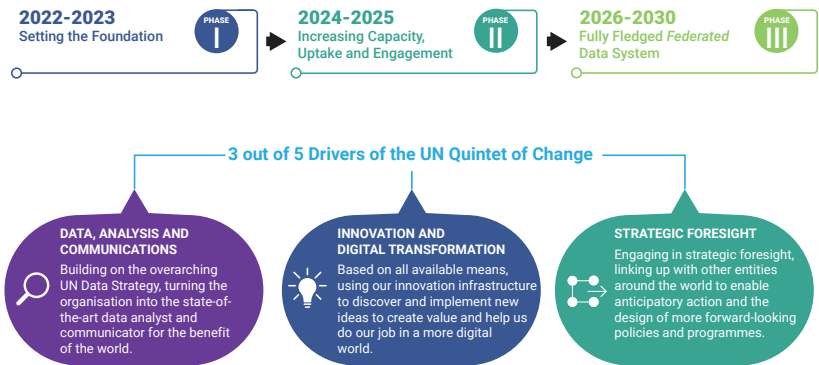 2022-2023
Setting the Foundation
PHASE
I
2024-2025
Increasing Capacity,
Uptake and Engagement
PHASE
II
2026-2030
Fully Fledged Federated
Data System
PHASE
III
3 out of 5 Drivers of the UN Quintet of Change
DATA, ANALYSIS AND
COMMUNICATIONS
Building on the overarching
UN Data Strategy, turning the
organisation into the state-of-
the-art data analyst and
communicator for the benefit
of the world.
INNOVATION AND
DIGITAL TRANSFORMATION
Based on all available means,
using our innovation infrastructure
to discover and implement new
ideas to create value and help us
do our job in a more digital
world.
STRATEGIC FORESIGHT
Engaging in strategic foresight,
linking up with other entities
around the world to enable
anticipatory action and the
design of more forward-looking
policies and programmes.